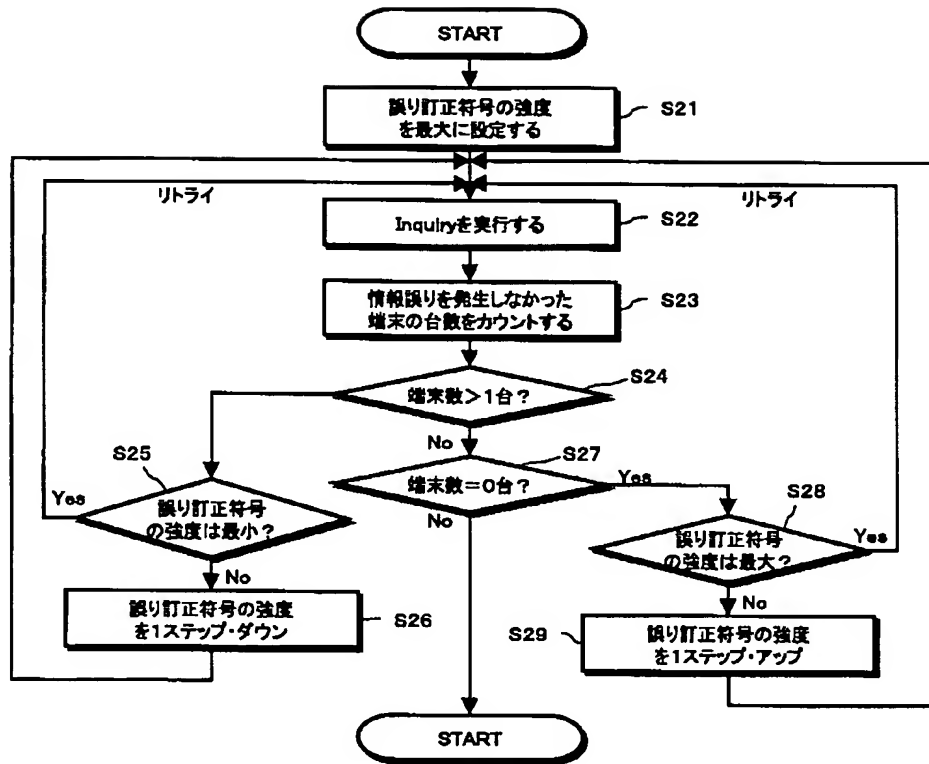 START
誤り訂正符号の強度
を最大に設定する
S21
リトライ
リトライ
Inquiryを実行する
S22
情報誤りを発生しなかった
端末の台数をカウントする
S23
端末数>1台?
S24
No
S25
Yes
誤り訂正符号
の強度は最小?
No
誤り訂正符号の強度
を1ステップ・ダウン
S26
端末数=0台?
S27
Yes
No
S28
誤り訂正符号
の強度は最大?
Yes
No
S29
誤り訂正符号の強度
を1ステップ・アップ
START